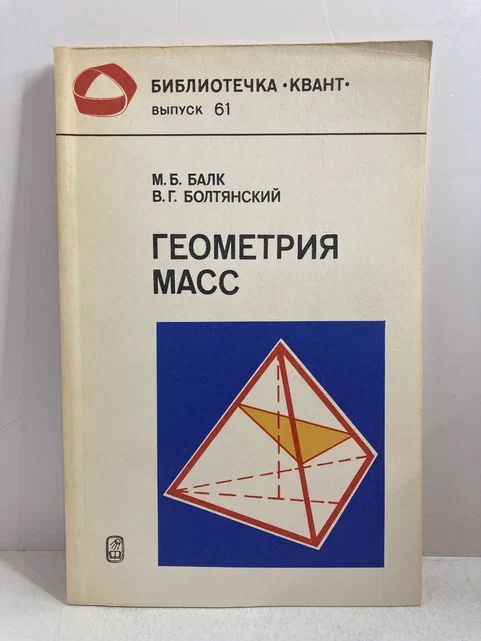 БИБЛИОТЕЧКА •КВАНТ•
ВЫПУСК 61
М.Б. БАЛК
В.Г. БОЛТЯНСКИЙ
ГЕОМЕТРИЯ
МАСС